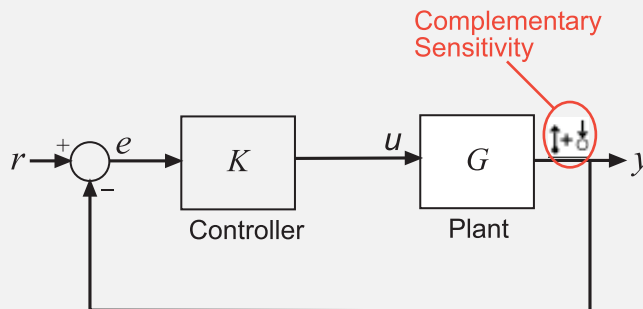 Complementary
Sensitivity
r
+
e
−
K
Controller
u
G
Plant
+
y